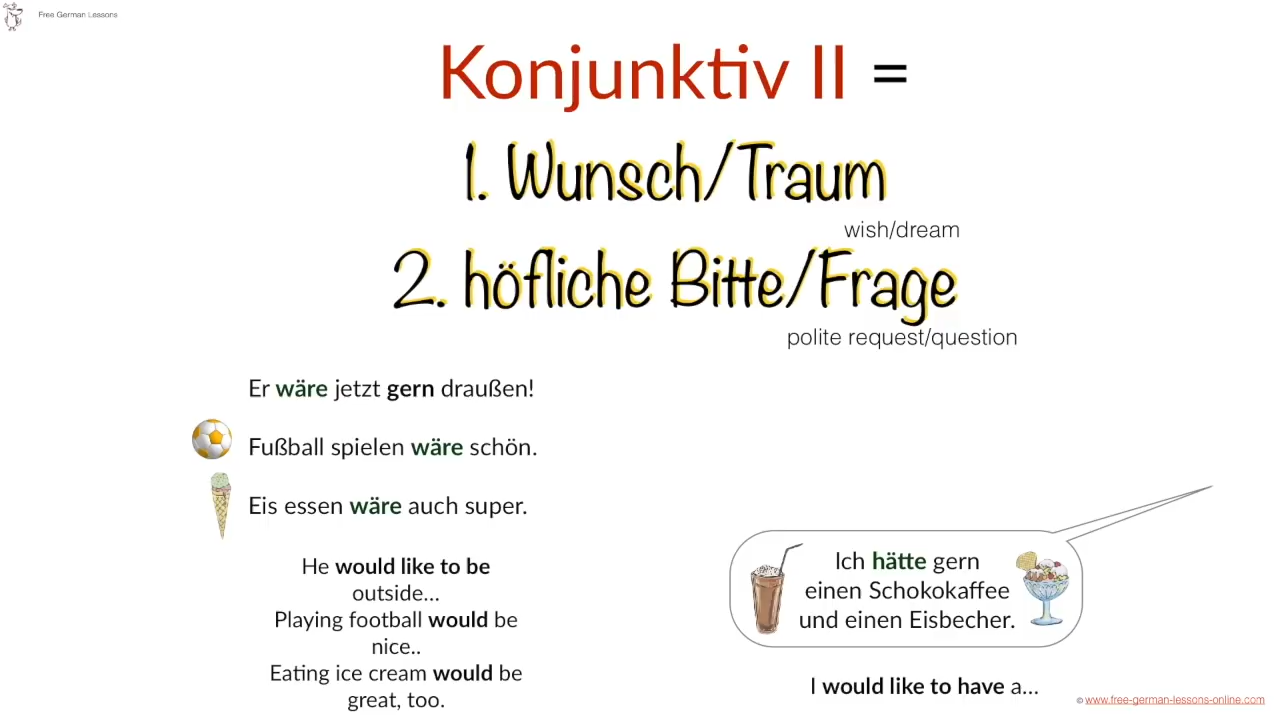 Free German Lessons
Konjunktiv II =
1. Wunsch/Traum
wish/dream
2. höfliche Bitte/Frage
polite request/question
Er wäre jetzt gern draußen!
Fußball spielen wäre schön.
Eis essen wäre auch super.
He would like to be
outside...
Playing football would be
nice..
Eating ice cream would be
great, too.
Ich hätte gern
einen Schokokaffee
und einen Eisbecher.
I would like to have a...
© www.free-german-lessons-online.com